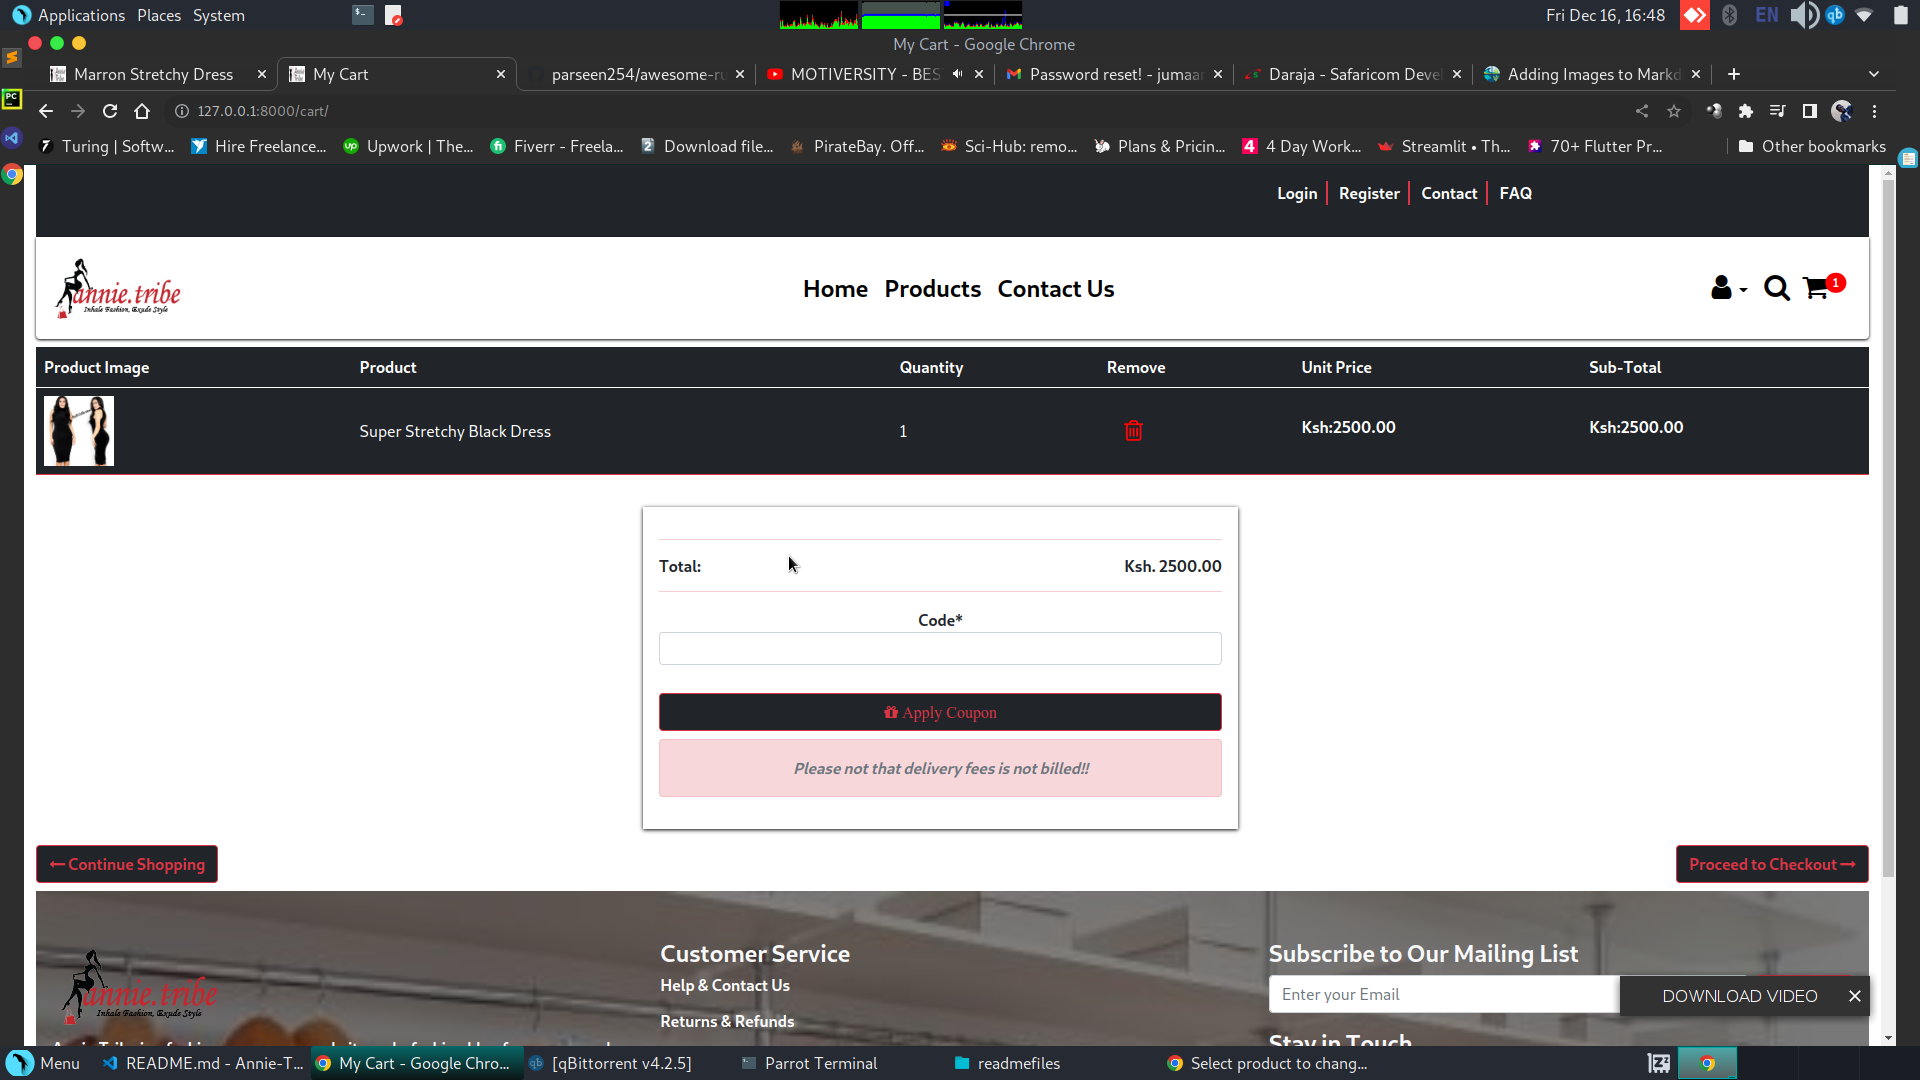 Applications Places System
Fri Dec 16, 16:48 EN
My Cart - Google Chrome
Marron Stretchy Dress My Cart parseen254/awesome-ru MOTIVERSITY - BES Password reset! - jumaar Daraja - Safaricom Deve Adding Images to Markd
127.0.0.1:8000/cart/
Turing | Softw... Hire Freelance... Upwork | The... Fiverr - Freela... Download file... PirateBay. Off... Sci-Hub: remo... Plans & Pricin... 4 Day Work... Streamlit • Th... 70+ Flutter Pr... Other bookmarks
Login Register Contact FAQ
annie.tribe
Inhale Fashion, Exude Style
Home Products Contact Us
1
Product Image Product Quantity Remove Unit Price Sub-Total
Super Stretchy Black Dress 1 Ksh:2500.00 Ksh:2500.00
Total: Ksh. 2500.00
Code*
Apply Coupon
Please not that delivery fees is not billed!!
Continue Shopping Proceed to Checkout
annie.tribe
Inhale Fashion, Exude Style
Customer Service
Help & Contact Us
Returns & Refunds
Subscribe to Our Mailing List
Enter your Email
DOWNLOAD VIDEO
Stay in Touch
Menu README.md - Annie-T... My Cart - Google Chro... [qBittorrent v4.2.5] Parrot Terminal readmefiles Select product to chang...